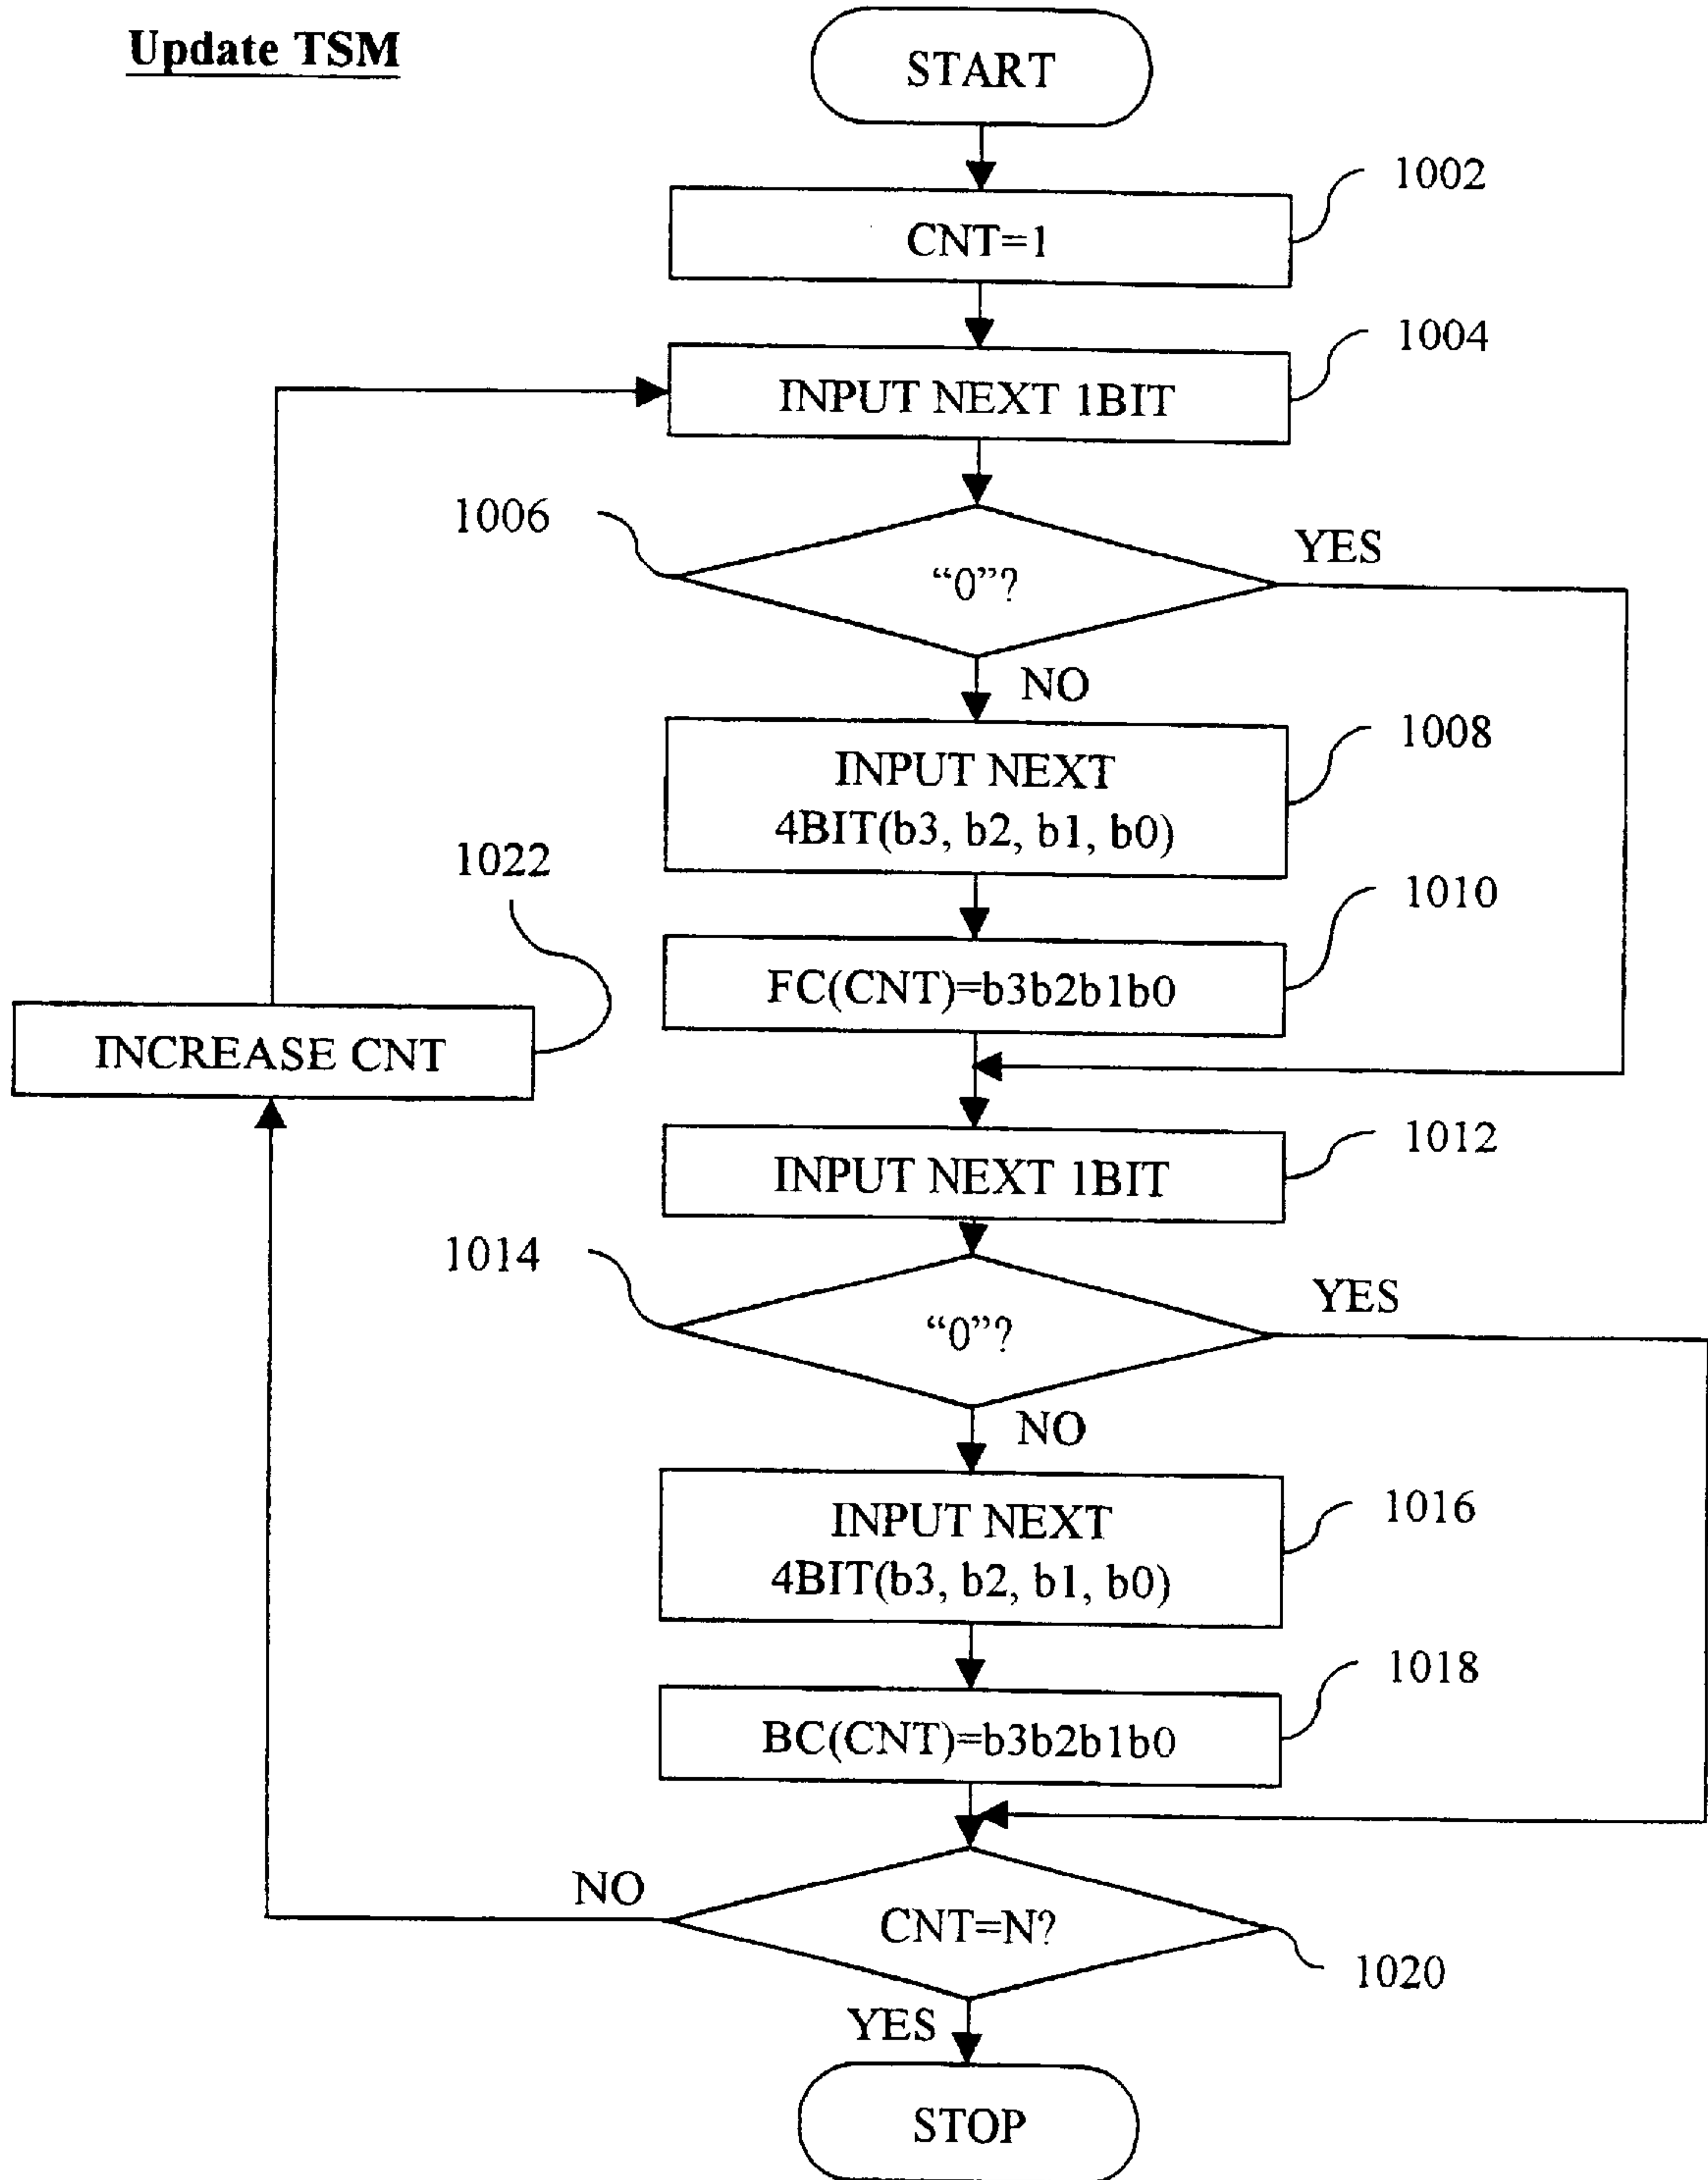 Update TSM
START
1002
CNT=1
1004
INPUT NEXT 1BIT
1006
"0"?
YES
NO
1008
INPUT NEXT
4BIT(b3, b2, b1, b0)
1022
1010
FC(CNT)=b3b2b1b0
INCREASE CNT
1012
INPUT NEXT 1BIT
1014
"0"?
YES
NO
1016
INPUT NEXT
4BIT(b3, b2, b1, b0)
1018
BC(CNT)=b3b2b1b0
NO
CNT=N?
1020
YES
STOP